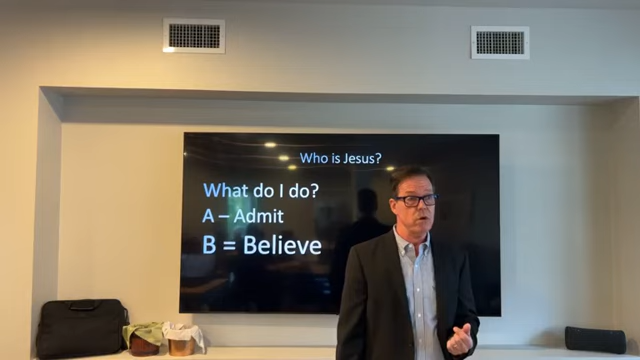 Who is Jesus?
What do I do?
A – Admit
B = Believe